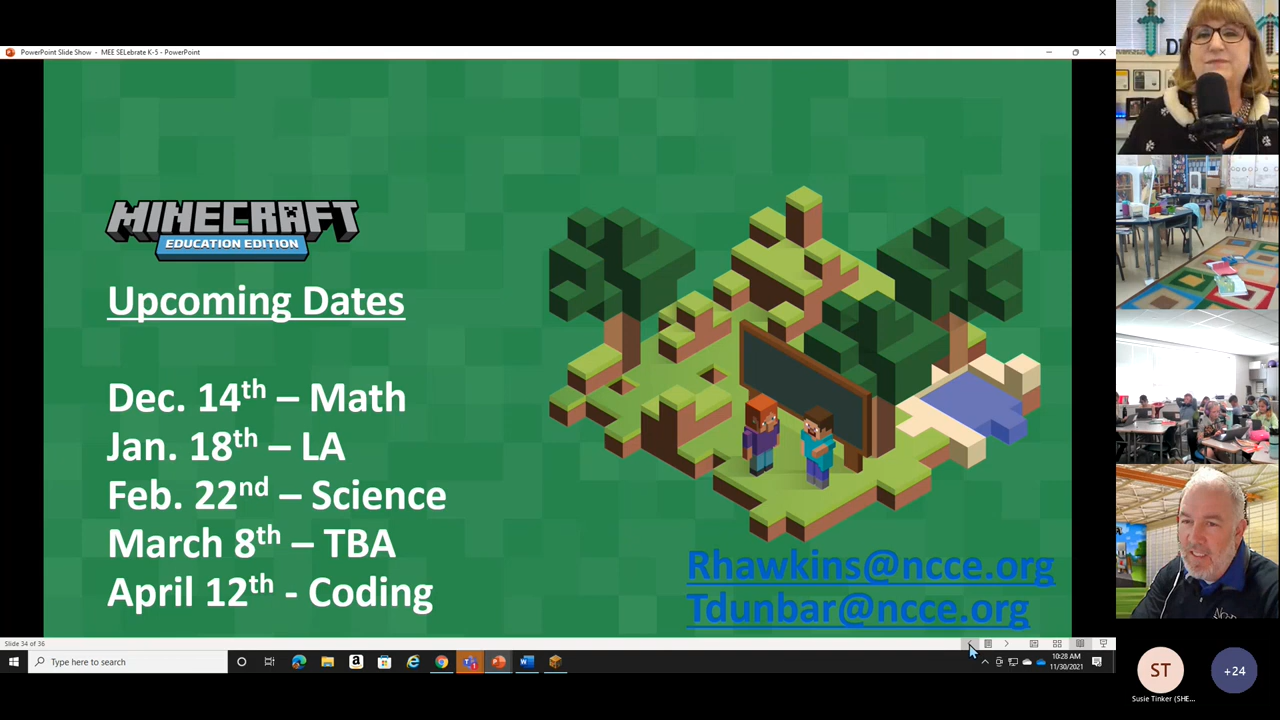 PowerPoint Slide Show - MEE SELebrate K-5 - PowerPoint
MINECRAFT
EDUCATION EDITION
Upcoming Dates
Dec. 14th – Math
Jan. 18th – LA
Feb. 22nd – Science
March 8th – TBA
April 12th - Coding
Rhawkins@ncce.org
Tdunbar@ncce.org
Slide 34 of 36
Type here to search
10:28 AM
11/30/2021
ST
+24
Susie Tinker (SHE...